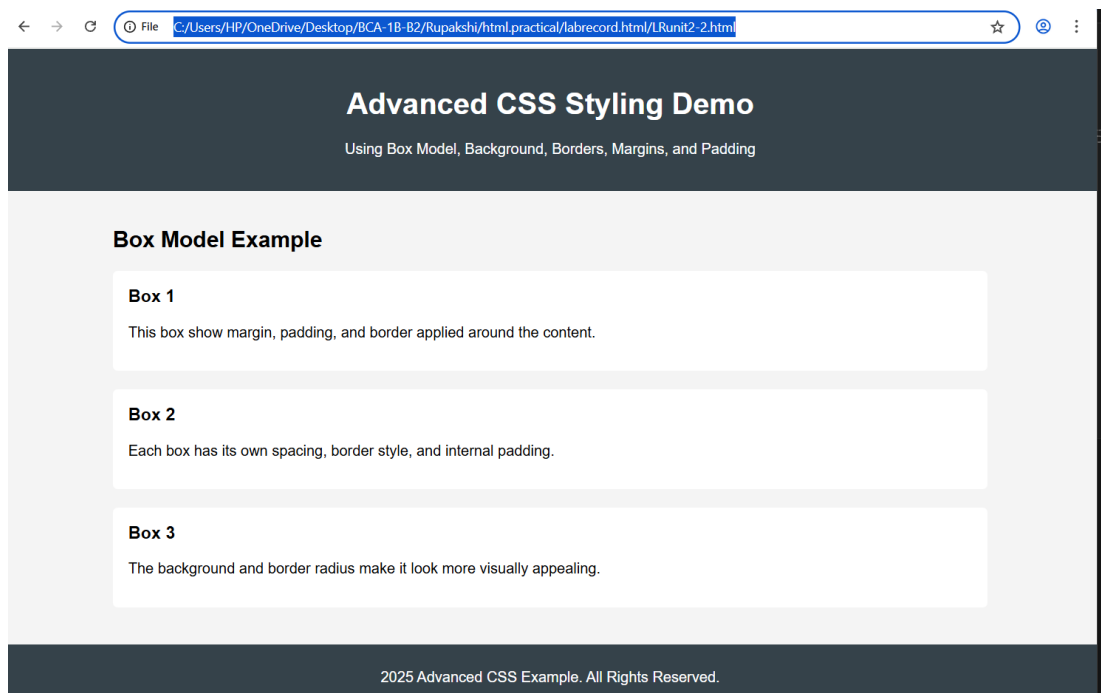 File C:/Users/HP/OneDrive/Desktop/BCA-1B-B2/Rupakshi/html.practical/labrecord.html/LRunit2-2.html
Advanced CSS Styling Demo
Using Box Model, Background, Borders, Margins, and Padding
Box Model Example
Box 1
This box show margin, padding, and border applied around the content.
Box 2
Each box has its own spacing, border style, and internal padding.
Box 3
The background and border radius make it look more visually appealing.
2025 Advanced CSS Example. All Rights Reserved.